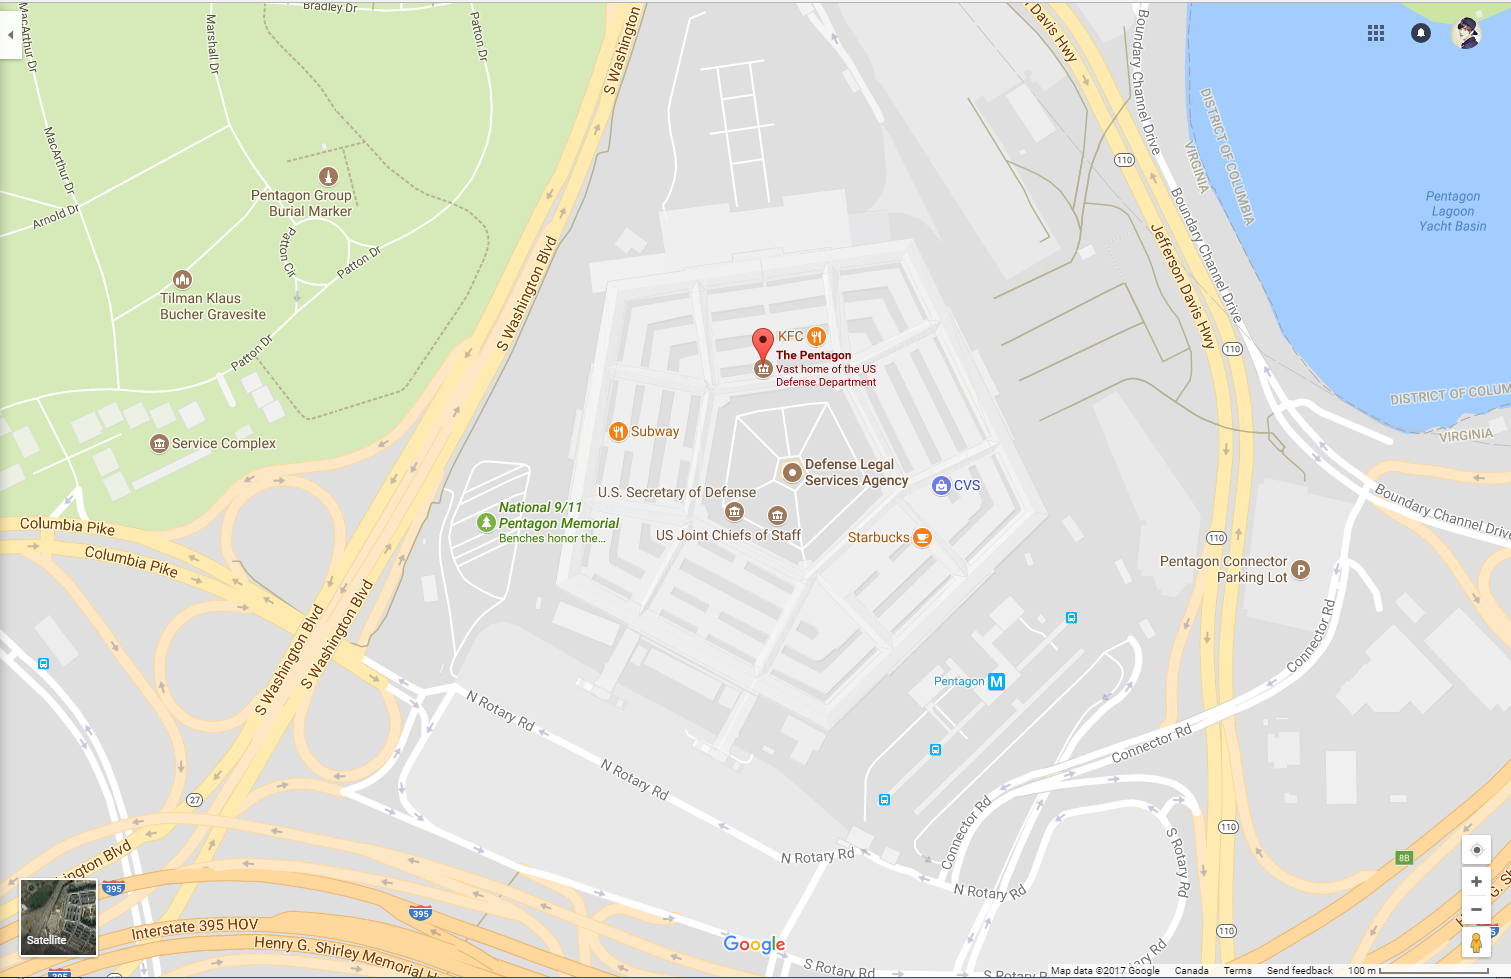 Bradley Dr
MacArthur Dr
Marshall Dr
Patton Dr
S Washington
Davis Hwy
Boundary Channel Drive
DISTRICT OF COLUMBIA
VIRGINIA
110
MacArthur Dr
Pentagon Group
Burial Marker
Arnold Dr
Patton Cir
Patton Dr
Boundary Channel Drive
Pentagon
Lagoon
Yacht Basin
Jefferson Davis Hwy
S Washington Blvd
Tilman Klaus
Bucher Gravesite
Patton Dr
KFC
The Pentagon
Vast home of the US
Defense Department
110
DISTRICT OF COLUM
VIRGINIA
Service Complex
Subway
Defense Legal
Services Agency
CVS
U.S. Secretary of Defense
US Joint Chiefs of Staff
Starbucks
National 9/11
Pentagon Memorial
Benches honor the...
Boundary Channel Drive
Columbia Pike
Columbia Pike
110
Pentagon Connector
Parking Lot
P
S Washington Blvd
S Washington Blvd
Connector Rd
Pentagon M
N Rotary Rd
Connector Rd
N Rotary Rd
27
Connector Rd
110
S Rotary Rd
N Rotary Rd
8B
N Rotary Rd
ington Blvd
395
395
Satellite
Interstate 395 HOV
Henry G. Shirley Memorial H
110
Google
S Rotary Rd
S Rotary Rd
Rd
395
Map data ©2017 Google Canada Terms Send feedback 100 m